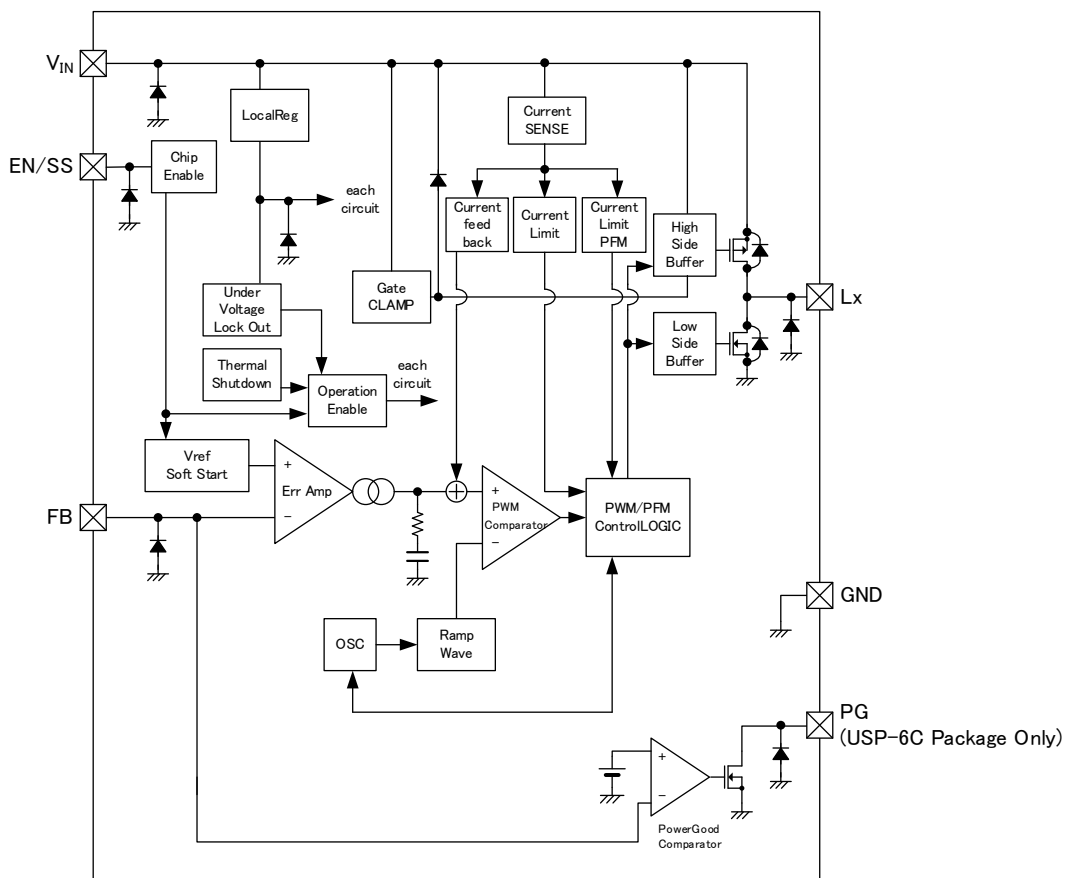 VIN
LocalReg
Current
SENSE
EN/SS
Chip
Enable
each
circuit
Current
feed
back
Current
Limit
Current
Limit
PFM
High
Side
Buffer
Gate
CLAMP
Lx
Under
Voltage
Lock Out
Low
Side
Buffer
Thermal
Shutdown
Operation
Enable
each
circuit
Vref
Soft Start
+
Err Amp
−
+
PWM
Comparator
−
PWM/PFM
ControlLOGIC
FB
GND
OSC
Ramp
Wave
PG
(USP-6C Package Only)
+
−
PowerGood
Comparator